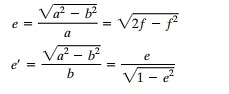 e = √(a² − b²) / a = √(2f − f²)
e′ = √(a² − b²) / b = e / √(1 − e²)